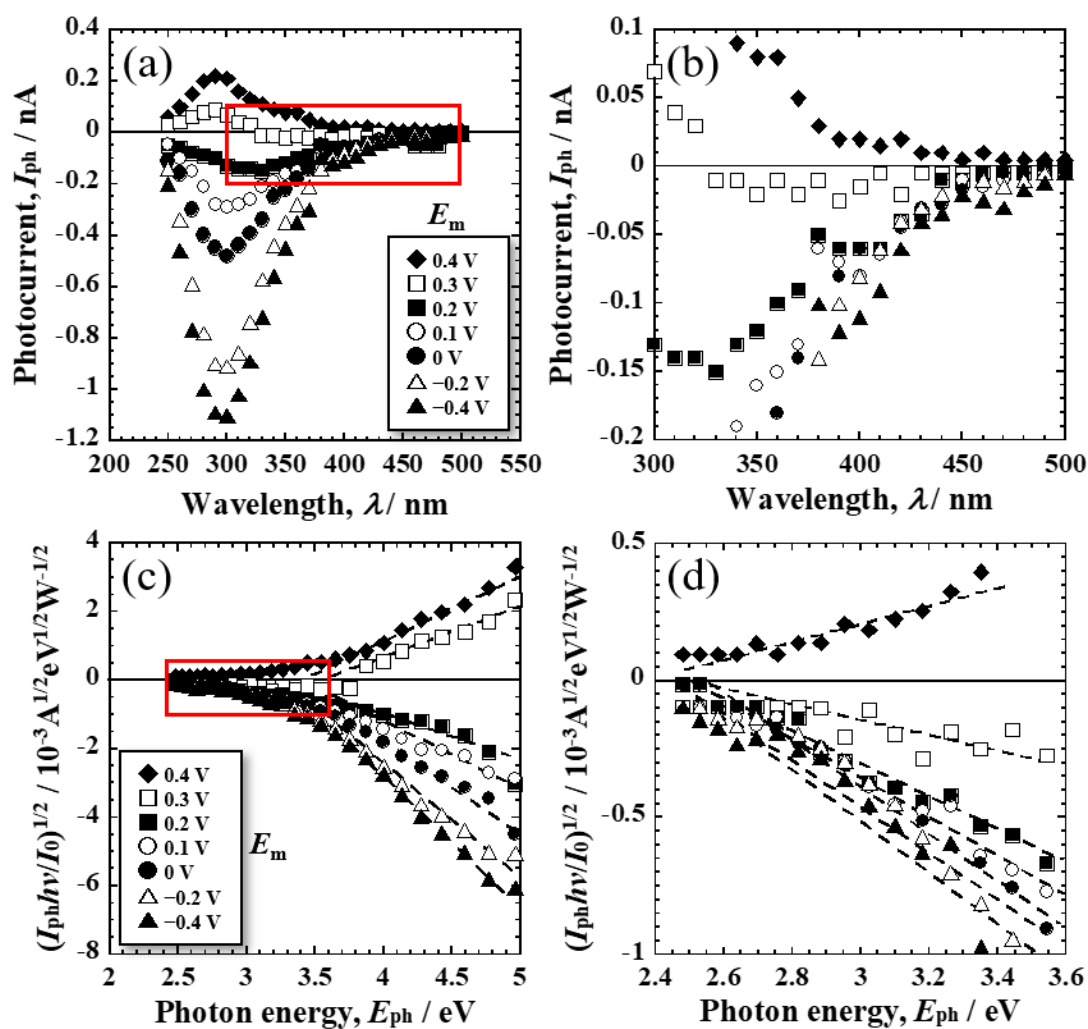 (a)
0.4
0.2
0
-0.2
-0.4
-0.6
-0.8
-1
-1.2
200 250 300 350 400 450 500 550
Wavelength, λ / nm
Photocurrent, Iph / nA
Em
0.4 V
0.3 V
0.2 V
0.1 V
0 V
−0.2 V
−0.4 V
(b)
0.1
0.05
0
-0.05
-0.1
-0.15
-0.2
300 350 400 450 500
Wavelength, λ / nm
Photocurrent, Iph / nA
(c)
4
2
0
-2
-4
-6
-8
2 2.5 3 3.5 4 4.5 5
Photon energy, Eph / eV
(Iphhν/I0)1/2 / 10-3 A1/2eV1/2W-1/2
0.4 V
0.3 V
0.2 V
0.1 V
0 V
−0.2 V
−0.4 V
Em
(d)
0.5
0
-0.5
-1
2.4 2.6 2.8 3 3.2 3.4 3.6
Photon energy, Eph / eV
(Iphhν/I0)1/2 / 10-3 A1/2eV1/2W-1/2